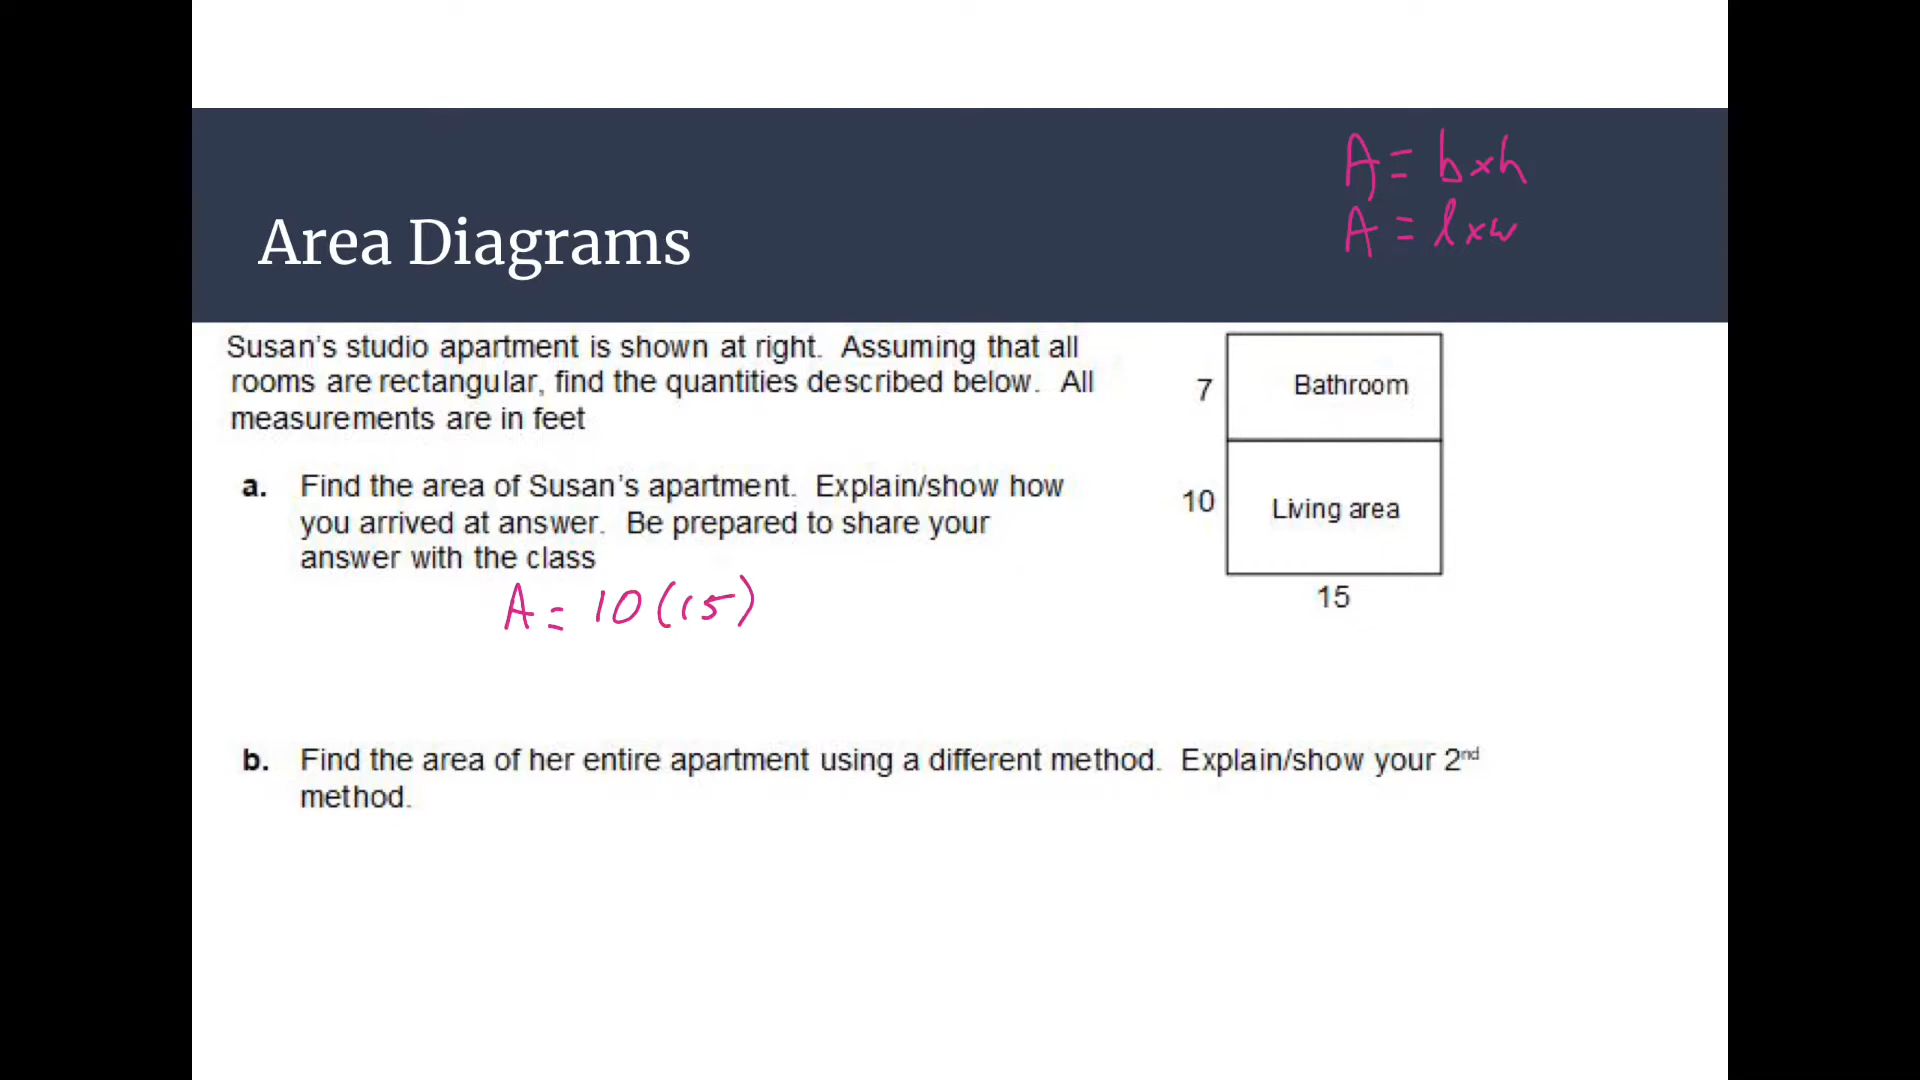 A = b×h
A = l×w
Area Diagrams
Susan's studio apartment is shown at right. Assuming that all
rooms are rectangular, find the quantities described below. All
measurements are in feet
7
Bathroom
10
Living area
15
a. Find the area of Susan's apartment. Explain/show how
you arrived at answer. Be prepared to share your
answer with the class
A = 10(15)
b. Find the area of her entire apartment using a different method. Explain/show your 2nd
method.